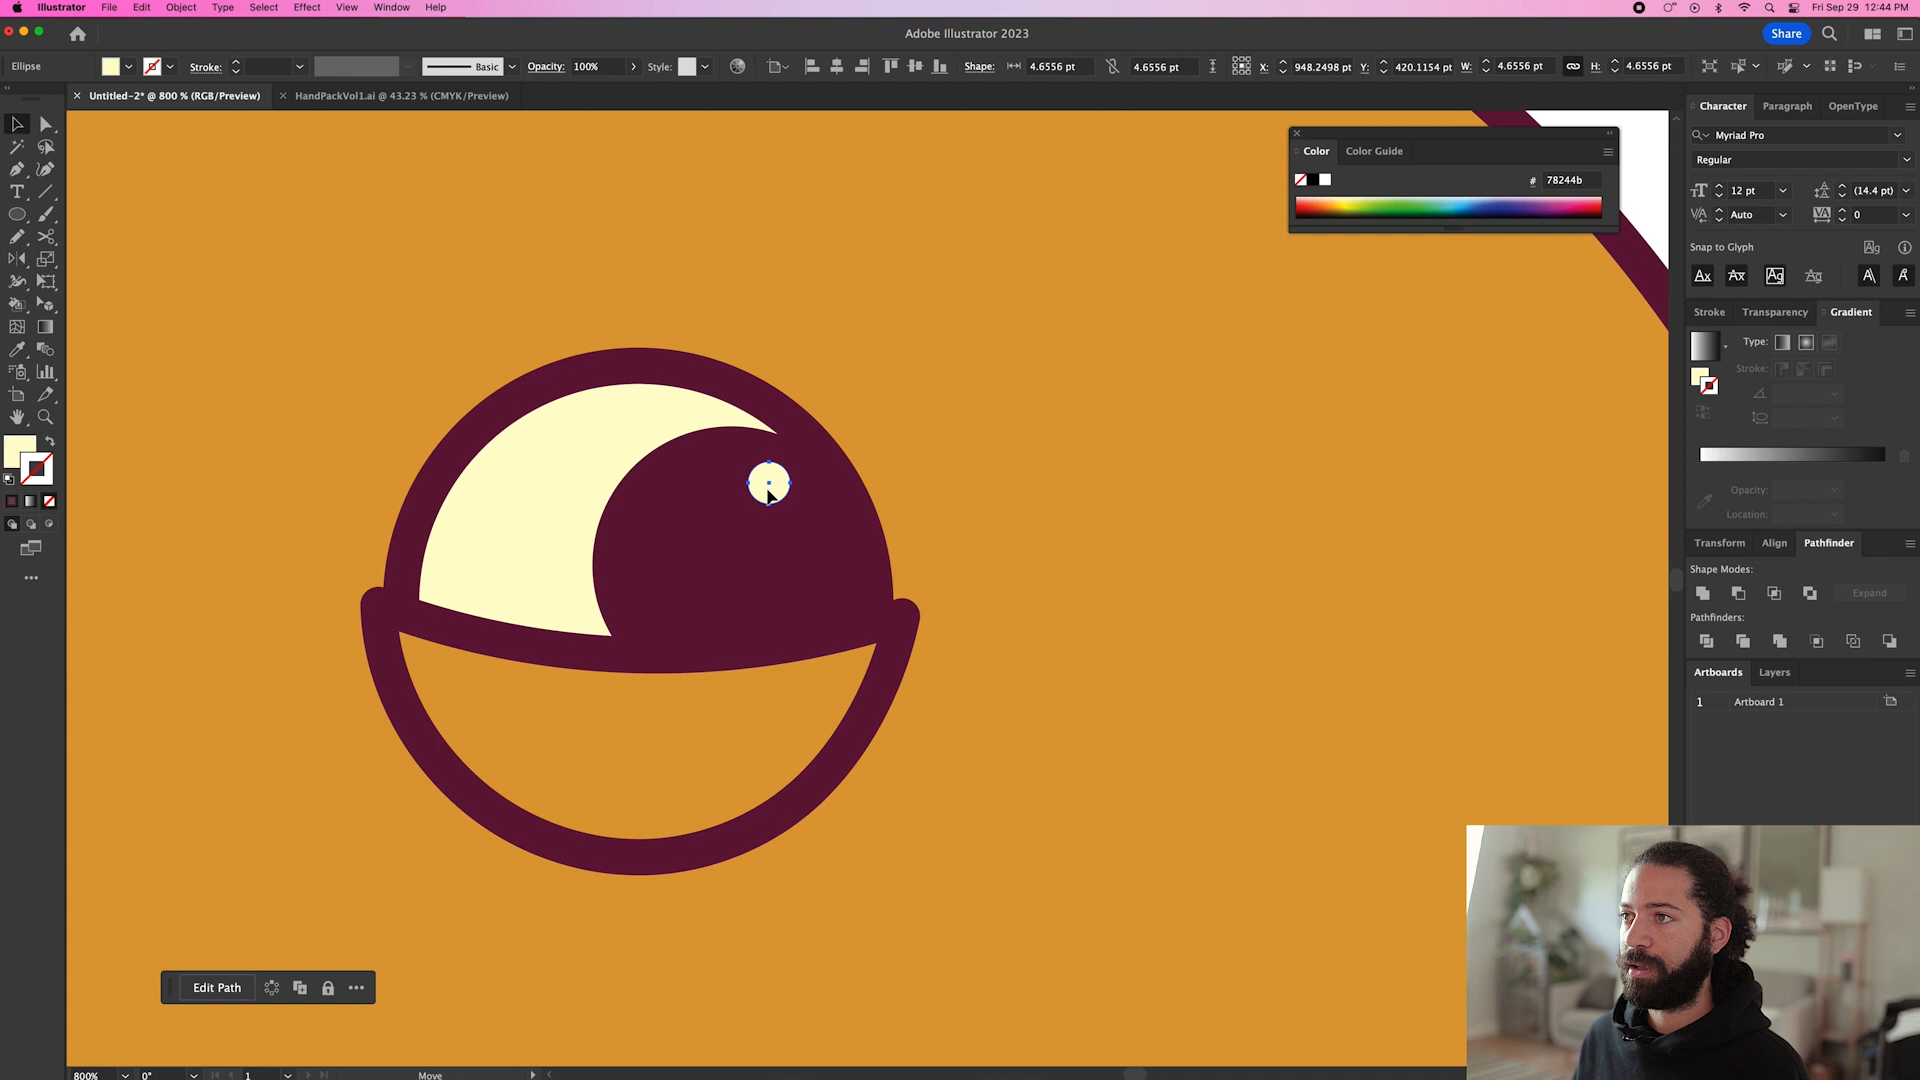 Illustrator File Edit Object Type Select Effect View Window Help Fri Sep 29 12:44 PM
Adobe Illustrator 2023 Share
Ellipse Stroke: Basic Opacity: 100% Style: Shape: 4.6556 pt 4.6556 pt X: 948.2498 pt Y: 420.1154 pt W: 4.6556 pt H: 4.6556 pt
Untitled-2* @ 800 % (RGB/Preview) HandPackVol1.ai @ 43.23 % (CMYK/Preview)
Color Color Guide
# 78244b
Character Paragraph OpenType
Myriad Pro
Regular
12 pt (14.4 pt)
Auto 0
Snap to Glyph
Stroke Transparency Gradient
Type:
Stroke:
Opacity:
Location:
Transform Align Pathfinder
Shape Modes:
Expand
Pathfinders:
Artboards Layers
1 Artboard 1
Edit Path
800% 0° 1 Move